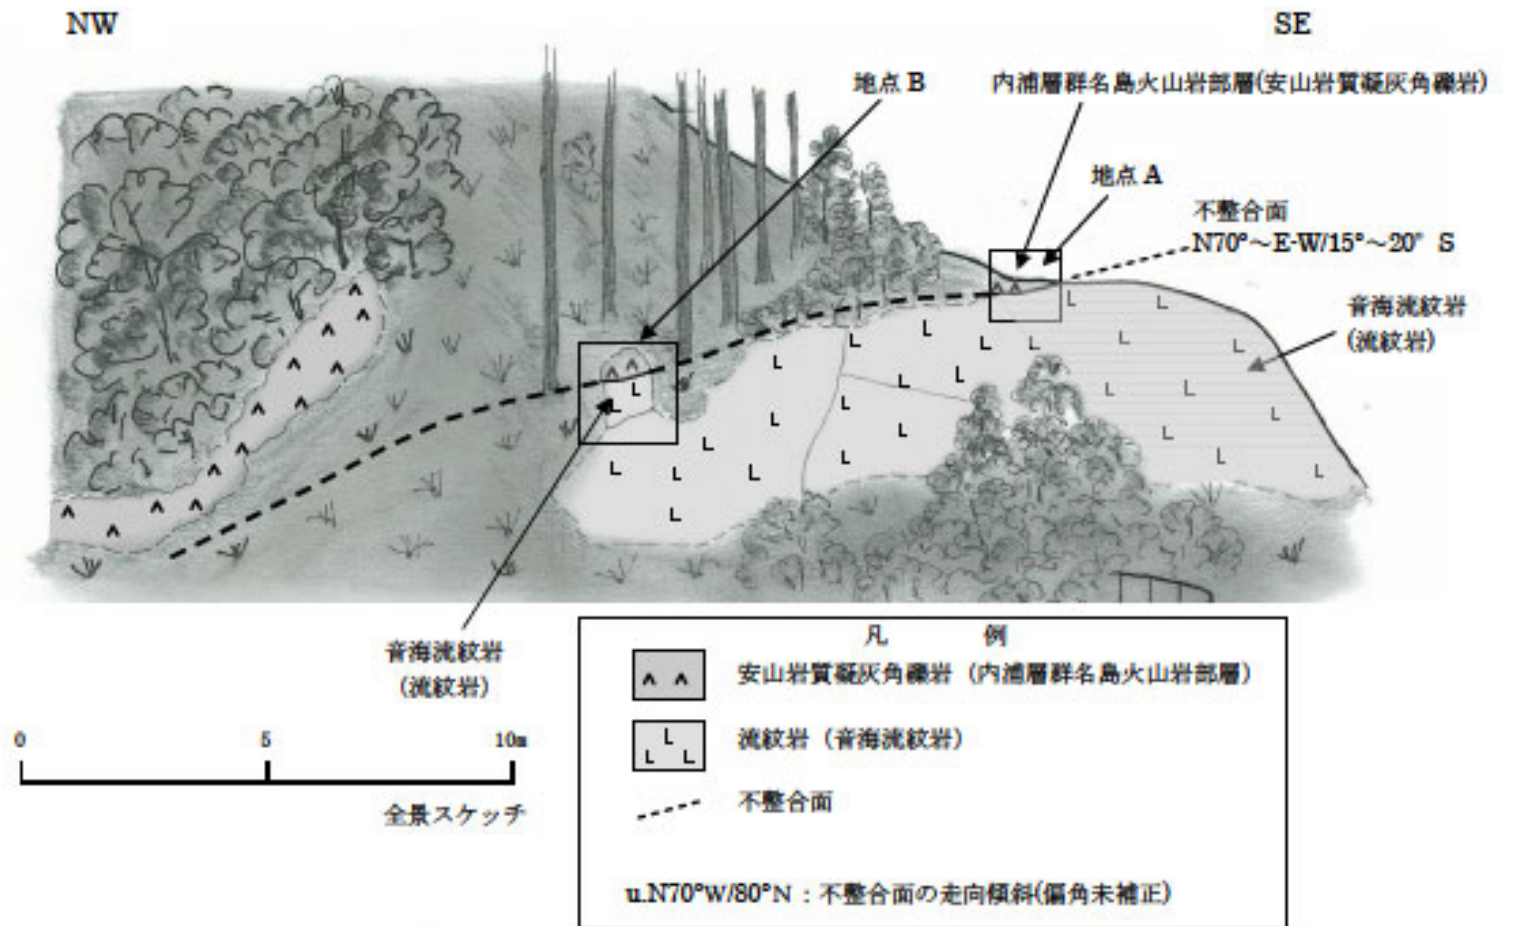 NW
SE
地点 B
内浦層群名島火山岩部層(安山岩質凝灰角礫岩)
地点 A
不整合面
N70°～E-W/15°～20° S
音海流紋岩
(流紋岩)
音海流紋岩
(流紋岩)
0 5 10m
全景スケッチ
凡 例
安山岩質凝灰角礫岩 (内浦層群名島火山岩部層)
流紋岩 (音海流紋岩)
不整合面
u.N70°W/80°N : 不整合面の走向傾斜(偏角未補正)